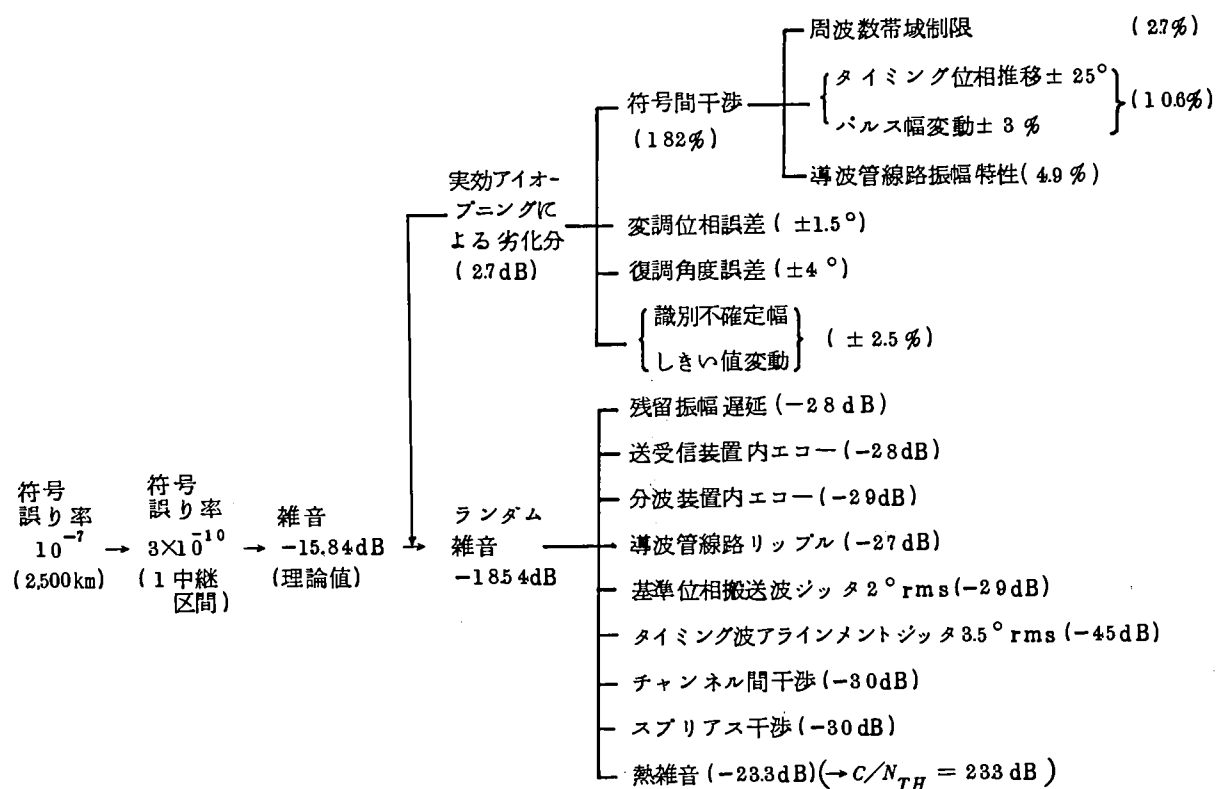 周波数帯域制限 (2.7%)
タイミング位相推移±25°
(10.6%)
パルス幅変動±3%
符号間干渉
(18.2%)
導波管線路振幅特性(4.9%)
実効アイオー
プニングに
よる劣化分
(2.7dB)
変調位相誤差(±1.5°)
復調角度誤差(±4°)
識別不確定幅
(±2.5%)
しきい値変動
残留振幅遅延(-28dB)
送受信装置内エコー(-28dB)
分波装置内エコー(-29dB)
導波管線路リップル(-27dB)
基準位相搬送波ジッタ2°rms(-29dB)
タイミング波アラインメントジッタ3.5°rms(-45dB)
チャンネル間干渉(-30dB)
スプリアス干渉(-30dB)
熱雑音(-23.3dB)(→C/N_TH = 23.3dB)
符号
誤り率
10^-7
(2,500km)
→
符号
誤り率
3×10^-10
(1中継
区間)
→
雑音
-15.84dB
(理論値)
→
ランダム
雑音
-18.54dB